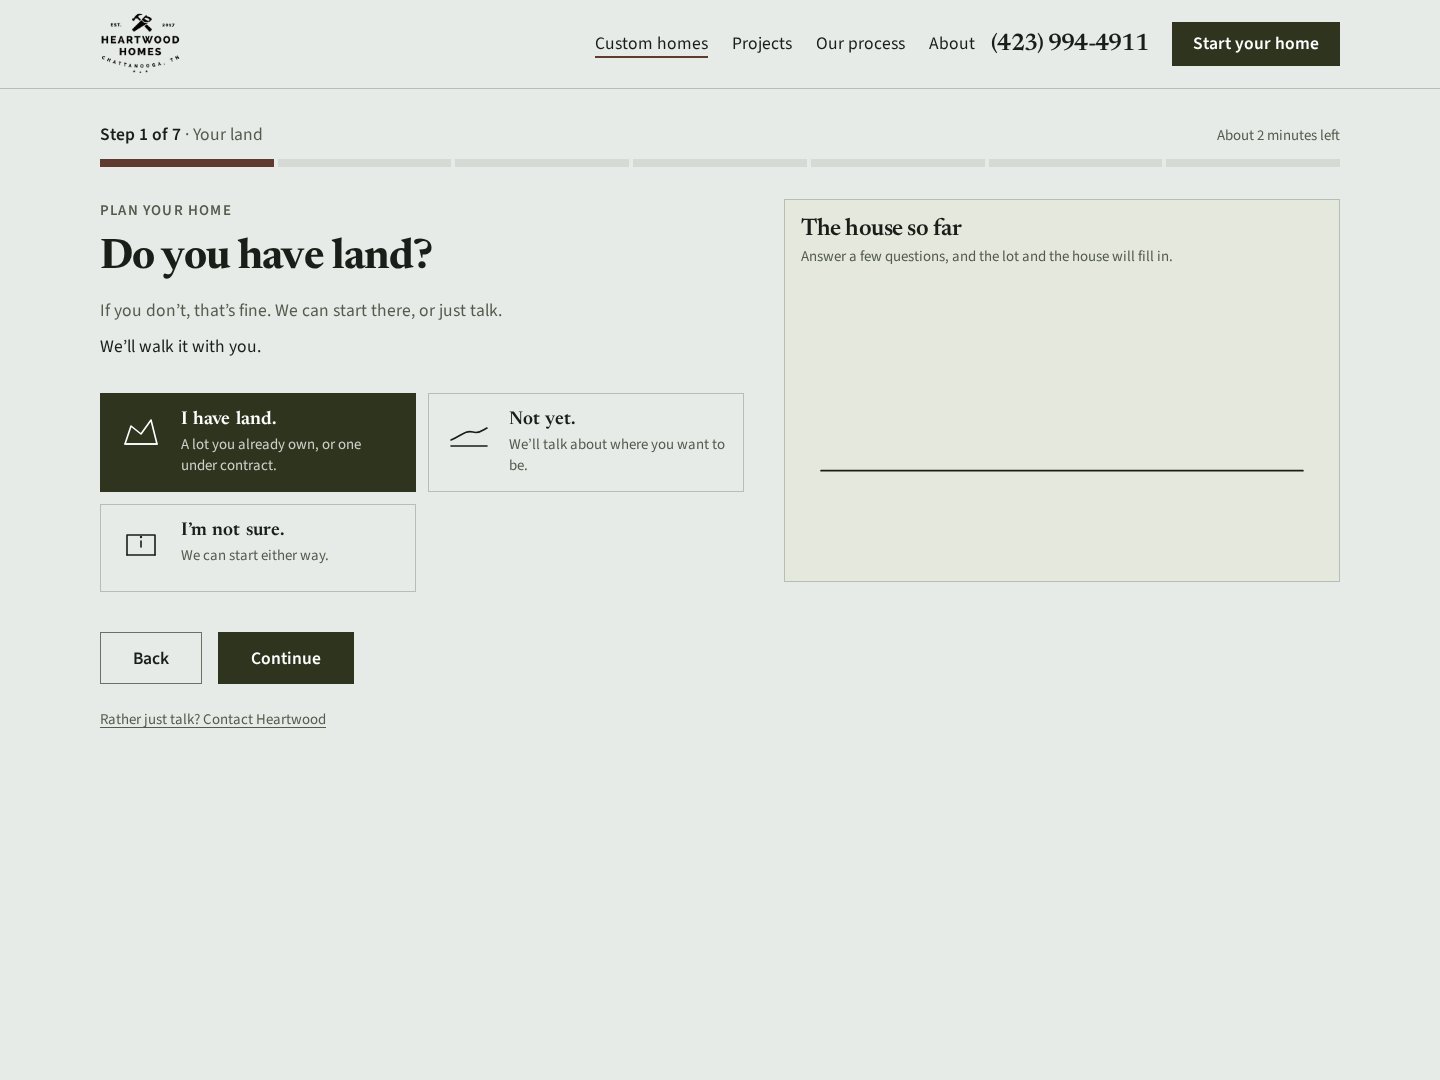 EST. 2017
HEARTWOOD
HOMES
CHATTANOOGA, TN
Custom homes
Projects
Our process
About
(423) 994-4911
Start your home
Step 1 of 7 · Your land
About 2 minutes left
PLAN YOUR HOME
Do you have land?
If you don’t, that’s fine. We can start there, or just talk.
We’ll walk it with you.
I have land.
A lot you already own, or one
under contract.
Not yet.
We’ll talk about where you want to
be.
I’m not sure.
We can start either way.
Back
Continue
Rather just talk? Contact Heartwood
The house so far
Answer a few questions, and the lot and the house will fill in.